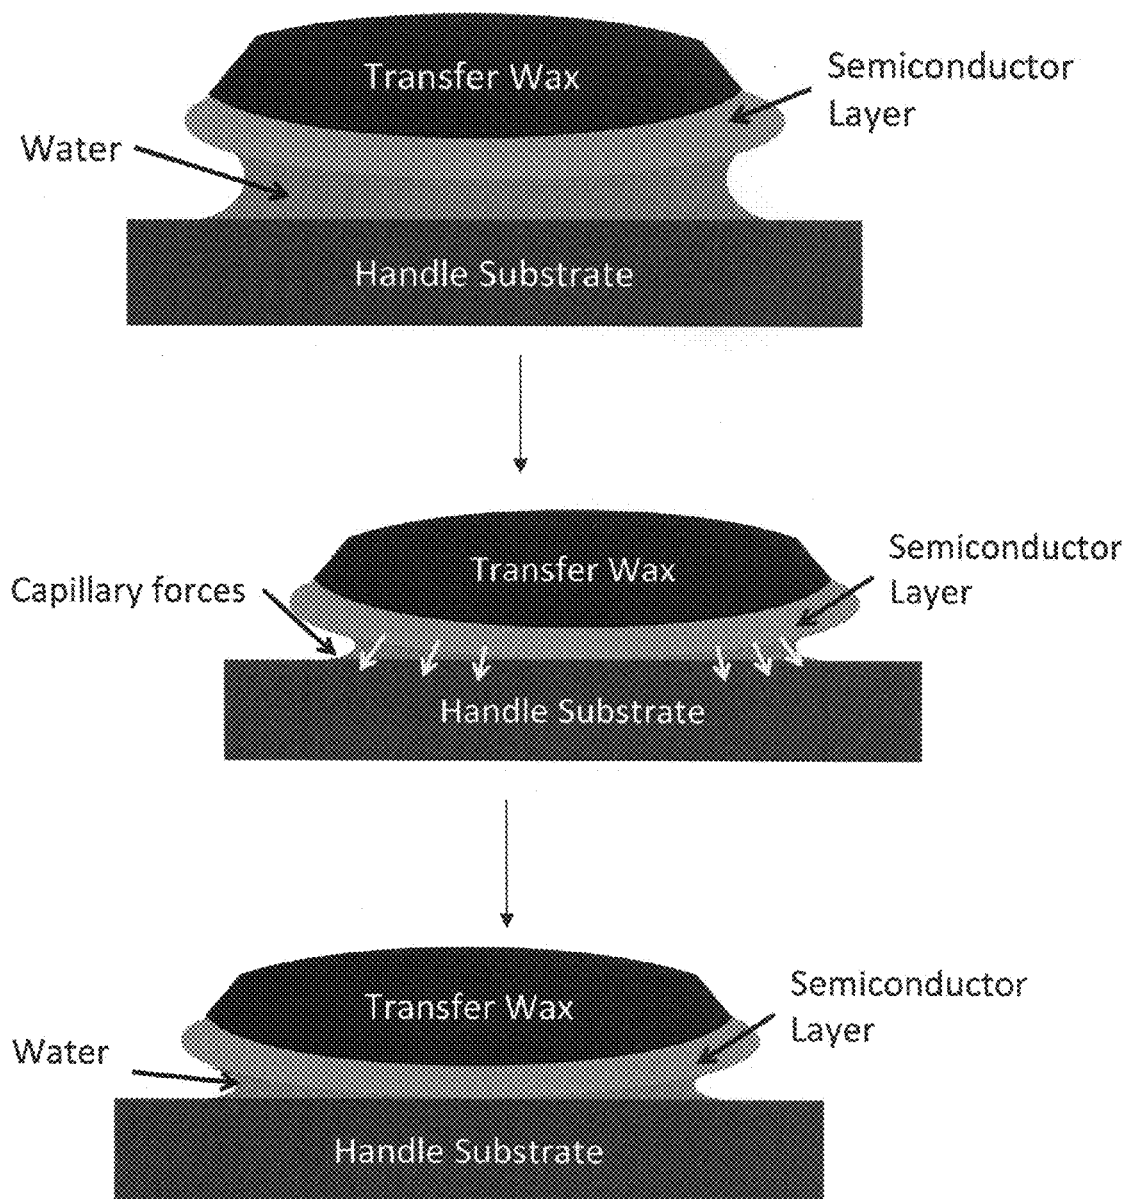 Transfer Wax
Semiconductor
Layer
Water
Handle Substrate
Transfer Wax
Semiconductor
Layer
Capillary forces
Handle Substrate
Transfer Wax
Semiconductor
Layer
Water
Handle Substrate